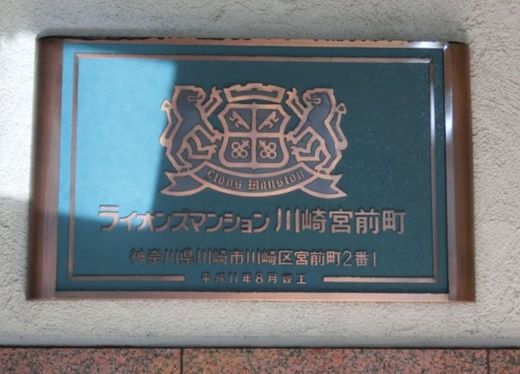 Lions Mansion
ライオンズマンション 川崎宮前町
神奈川県川崎市川崎区宮前町2番1
平成11年8月竣工